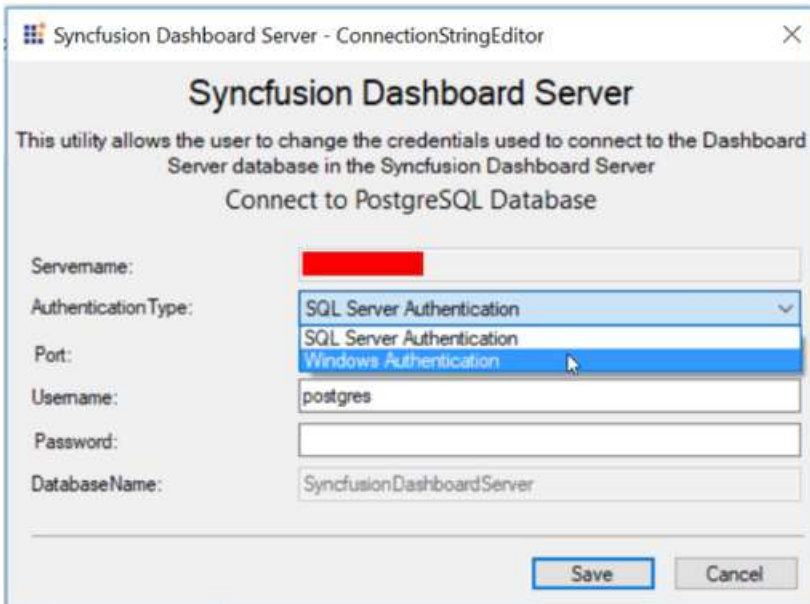 Syncfusion Dashboard Server - ConnectionStringEditor
Syncfusion Dashboard Server
This utility allows the user to change the credentials used to connect to the Dashboard
Server database in the Syncfusion Dashboard Server
Connect to PostgreSQL Database
Servername:
AuthenticationType: SQL Server Authentication
SQL Server Authentication
Port:
Windows Authentication
Username: postgres
Password:
DatabaseName: SyncfusionDashboardServer
Save Cancel